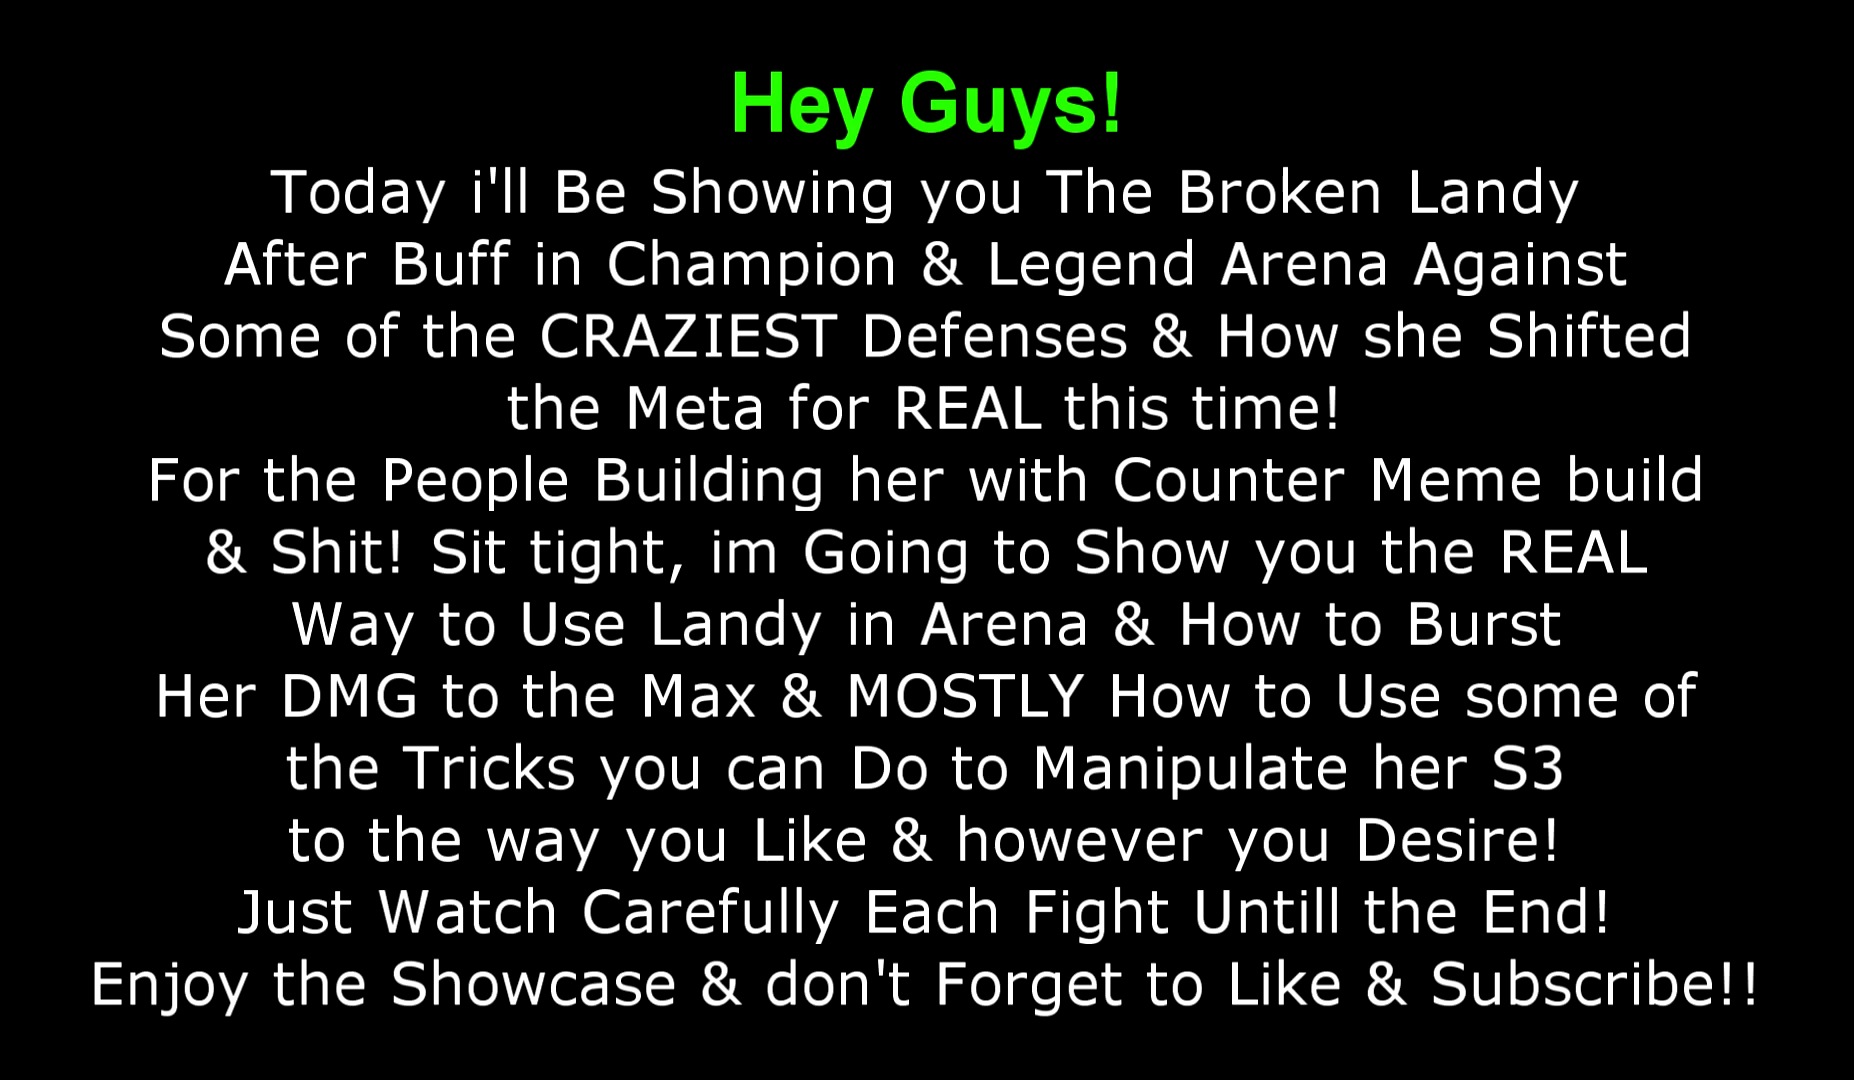 Hey Guys!
Today i'll Be Showing you The Broken Landy
After Buff in Champion & Legend Arena Against
Some of the CRAZIEST Defenses & How she Shifted
the Meta for REAL this time!
For the People Building her with Counter Meme build
& Shit! Sit tight, im Going to Show you the REAL
Way to Use Landy in Arena & How to Burst
Her DMG to the Max & MOSTLY How to Use some of
the Tricks you can Do to Manipulate her S3
to the way you Like & however you Desire!
Just Watch Carefully Each Fight Untill the End!
Enjoy the Showcase & don't Forget to Like & Subscribe!!